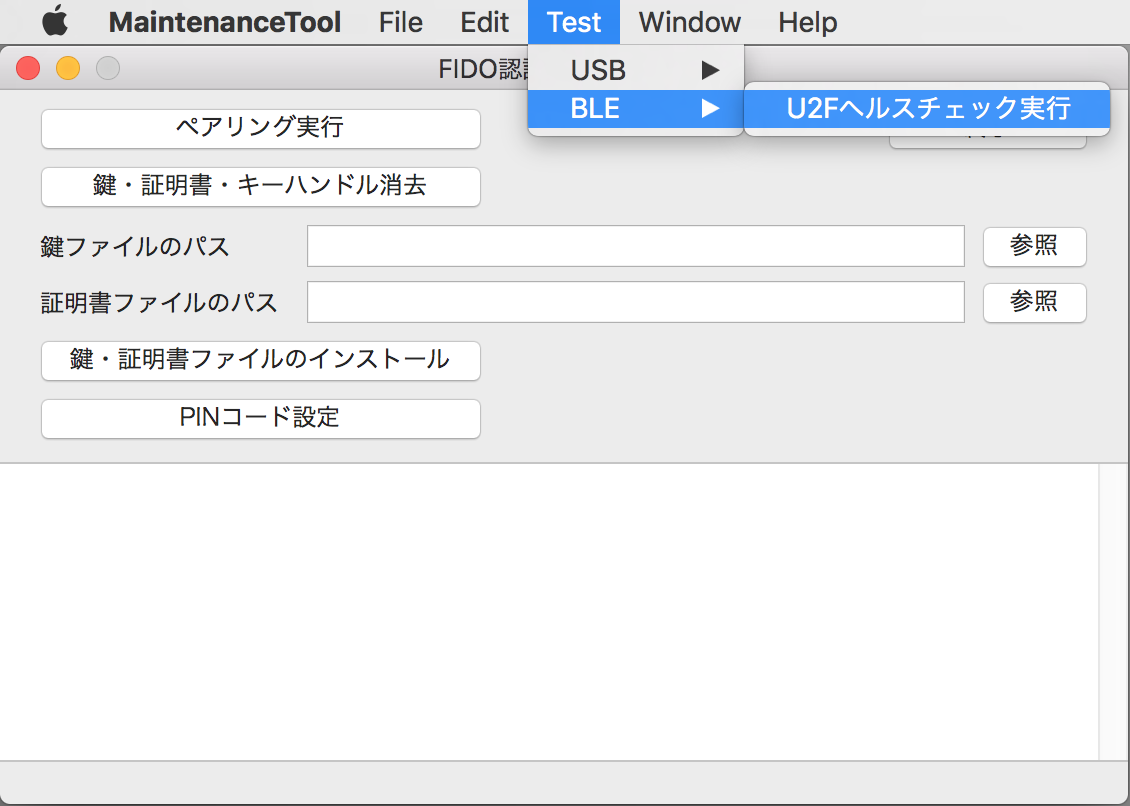 MaintenanceTool File Edit Test Window Help
FIDO認
USB
BLE
U2Fヘルスチェック実行
ペアリング実行
鍵・証明書・キーハンドル消去
鍵ファイルのパス
参照
証明書ファイルのパス
参照
鍵・証明書ファイルのインストール
PINコード設定